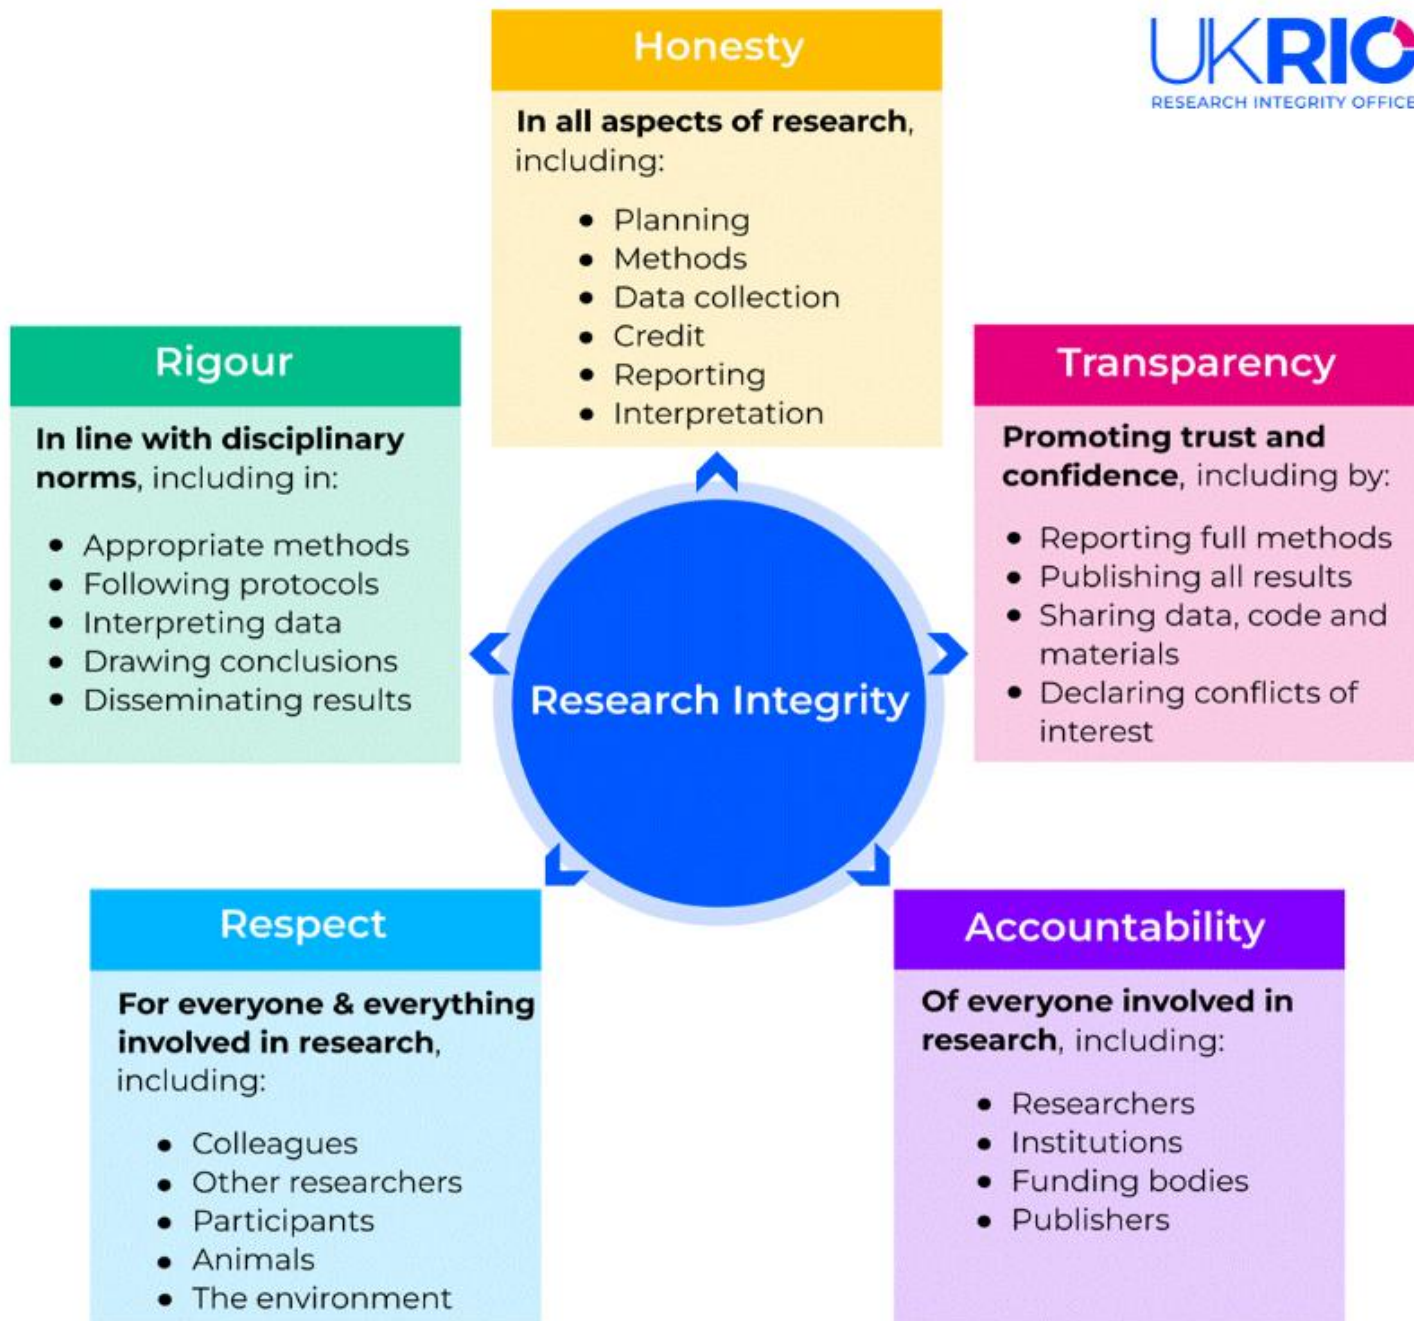 UKRIO
RESEARCH INTEGRITY OFFICE
Honesty
In all aspects of research,
including:
• Planning
• Methods
• Data collection
• Credit
• Reporting
• Interpretation
Rigour
In line with disciplinary
norms, including in:
• Appropriate methods
• Following protocols
• Interpreting data
• Drawing conclusions
• Disseminating results
Transparency
Promoting trust and
confidence, including by:
• Reporting full methods
• Publishing all results
• Sharing data, code and
materials
• Declaring conflicts of
interest
Research Integrity
Respect
For everyone & everything
involved in research,
including:
• Colleagues
• Other researchers
• Participants
• Animals
• The environment
Accountability
Of everyone involved in
research, including:
• Researchers
• Institutions
• Funding bodies
• Publishers